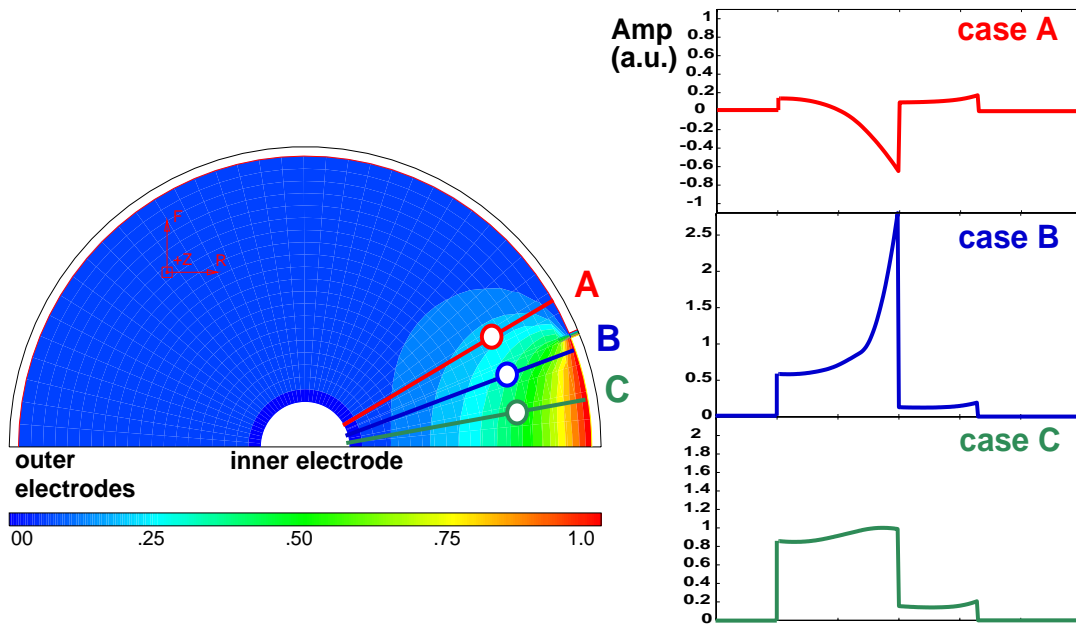 Amp
(a.u.)
case A
1
0.8
0.6
0.4
0.2
0
-0.2
-0.4
-0.6
-0.8
-1
case B
2.5
2
1.5
1
0.5
0
case C
2
1.8
1.6
1.4
1.2
1
0.8
0.6
0.4
0.2
0
F
+Z
R
A
B
C
outer
electrodes
inner electrode
00 .25 .50 .75 1.0